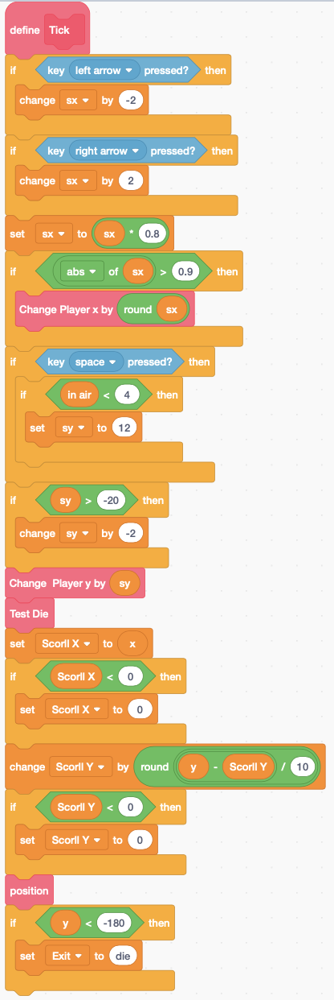 define Tick
if key left arrow pressed? then
change sx by -2
if key right arrow pressed? then
change sx by 2
set sx to sx * 0.8
if abs of sx > 0.9 then
Change Player x by round sx
if key space pressed? then
if in air < 4 then
set sy to 12
if sy > -20 then
change sy by -2
Change Player y by sy
Test Die
set Scorll X to x
if Scorll X < 0 then
set Scorll X to 0
change Scorll Y by round y - Scorll Y / 10
if Scorll Y < 0 then
set Scorll Y to 0
position
if y < -180 then
set Exit to die